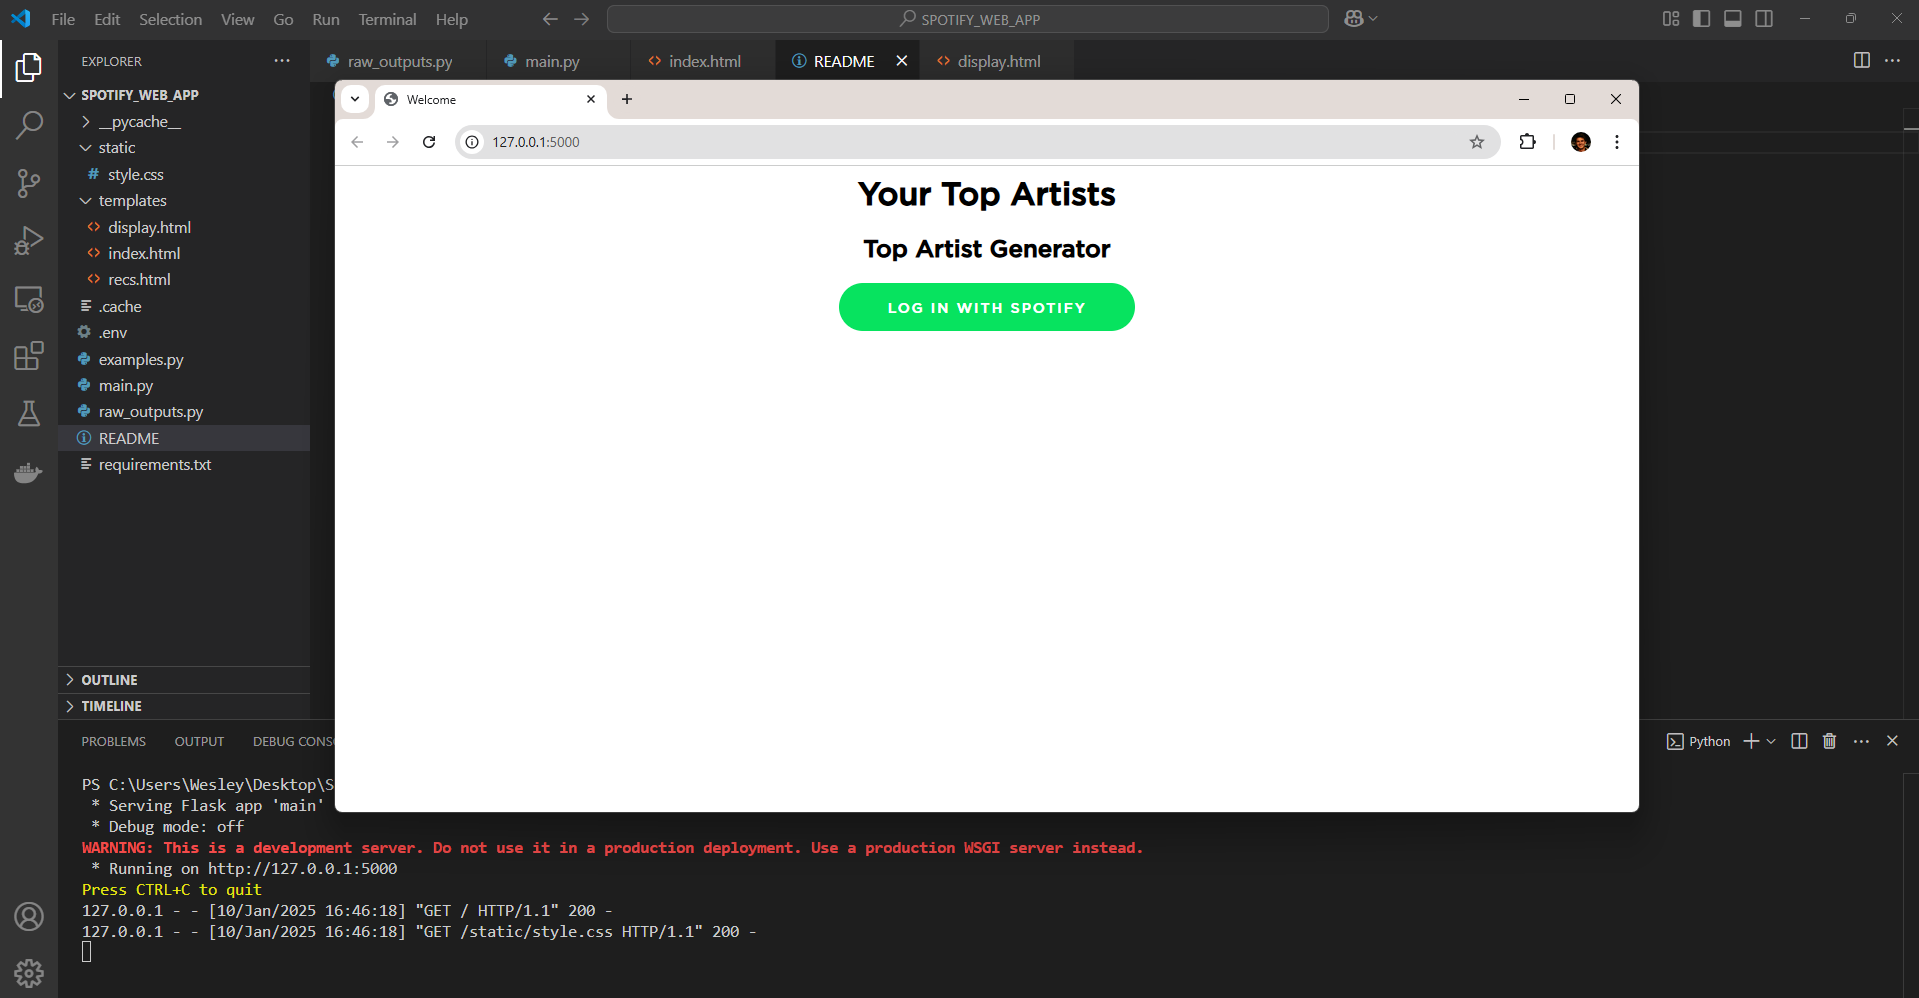 File Edit Selection View Go Run Terminal Help
SPOTIFY_WEB_APP
EXPLORER
raw_outputs.py
main.py
index.html
README
display.html
SPOTIFY_WEB_APP
__pycache__
static
style.css
templates
display.html
index.html
recs.html
.cache
.env
examples.py
main.py
raw_outputs.py
README
requirements.txt
OUTLINE
TIMELINE
Welcome
127.0.0.1:5000
Your Top Artists
Top Artist Generator
LOG IN WITH SPOTIFY
PROBLEMS OUTPUT DEBUG CONS
Python
PS C:\Users\Wesley\Desktop\S
* Serving Flask app 'main'
* Debug mode: off
WARNING: This is a development server. Do not use it in a production deployment. Use a production WSGI server instead.
* Running on http://127.0.0.1:5000
Press CTRL+C to quit
127.0.0.1 - - [10/Jan/2025 16:46:18] "GET / HTTP/1.1" 200 -
127.0.0.1 - - [10/Jan/2025 16:46:18] "GET /static/style.css HTTP/1.1" 200 -